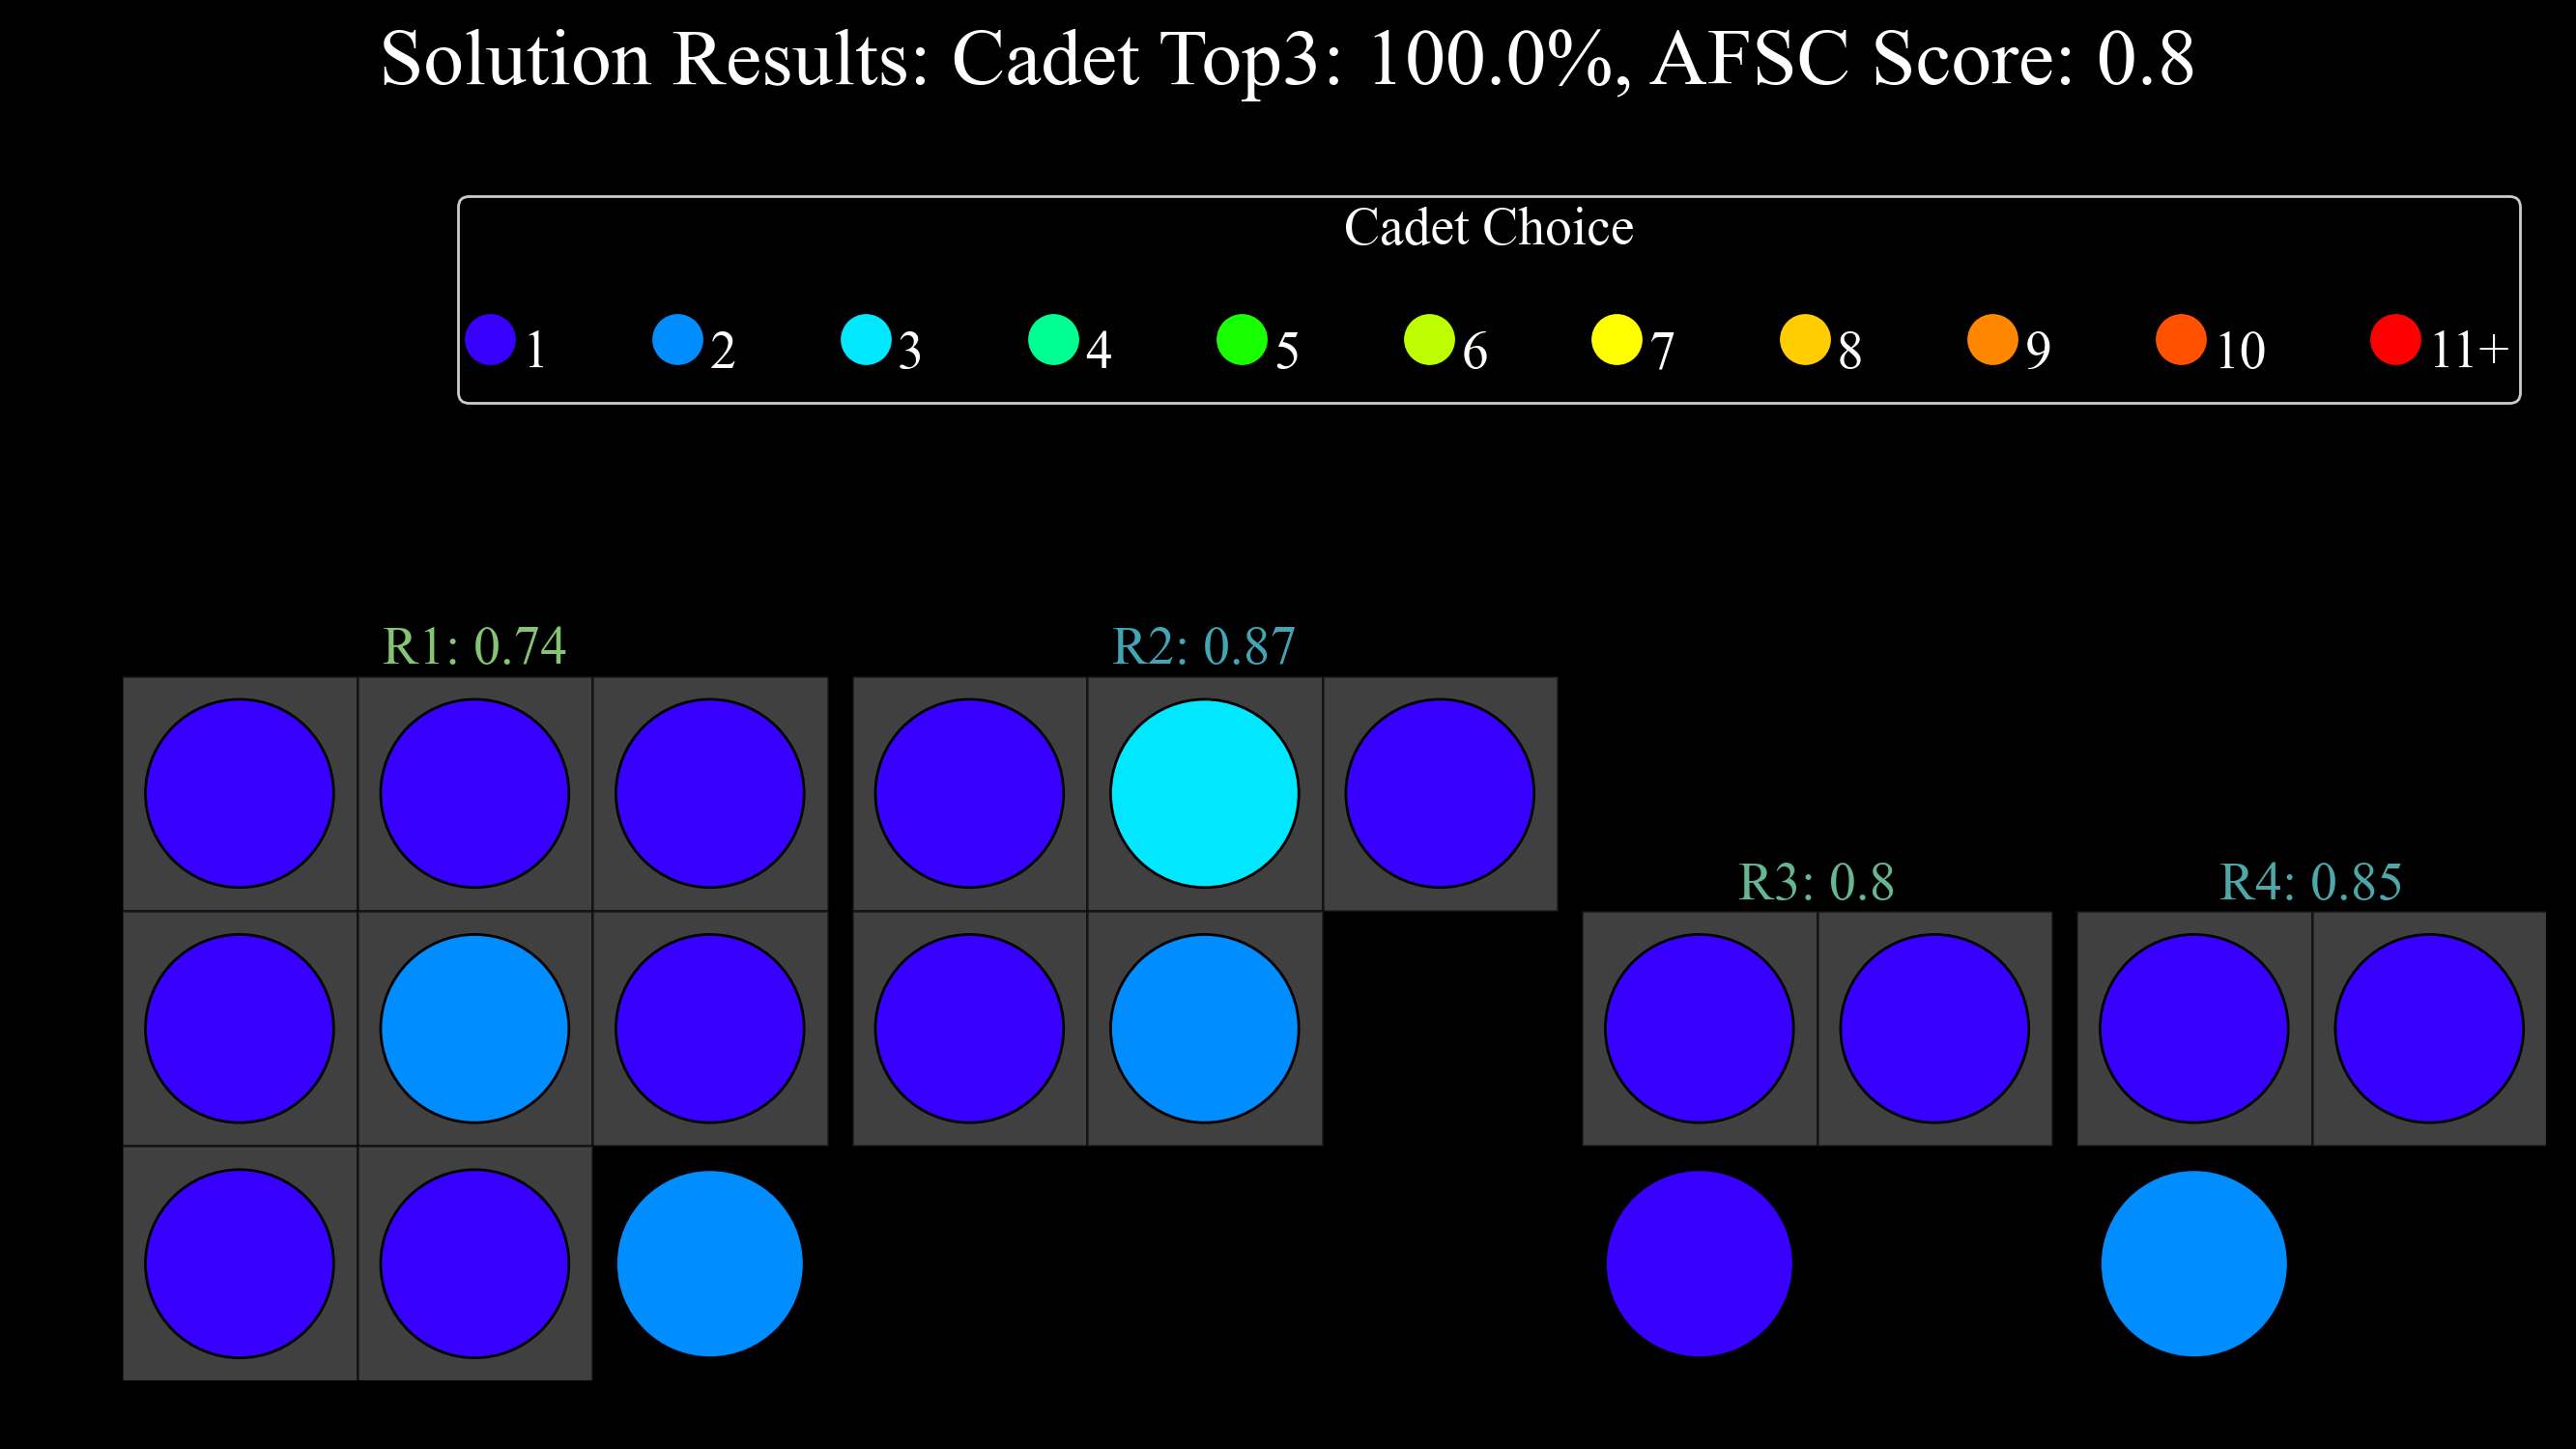 Solution Results: Cadet Top3: 100.0%, AFSC Score: 0.8
Cadet Choice
1 2 3 4 5 6 7 8 9 10 11+
R1: 0.74 R2: 0.87
R3: 0.8 R4: 0.85